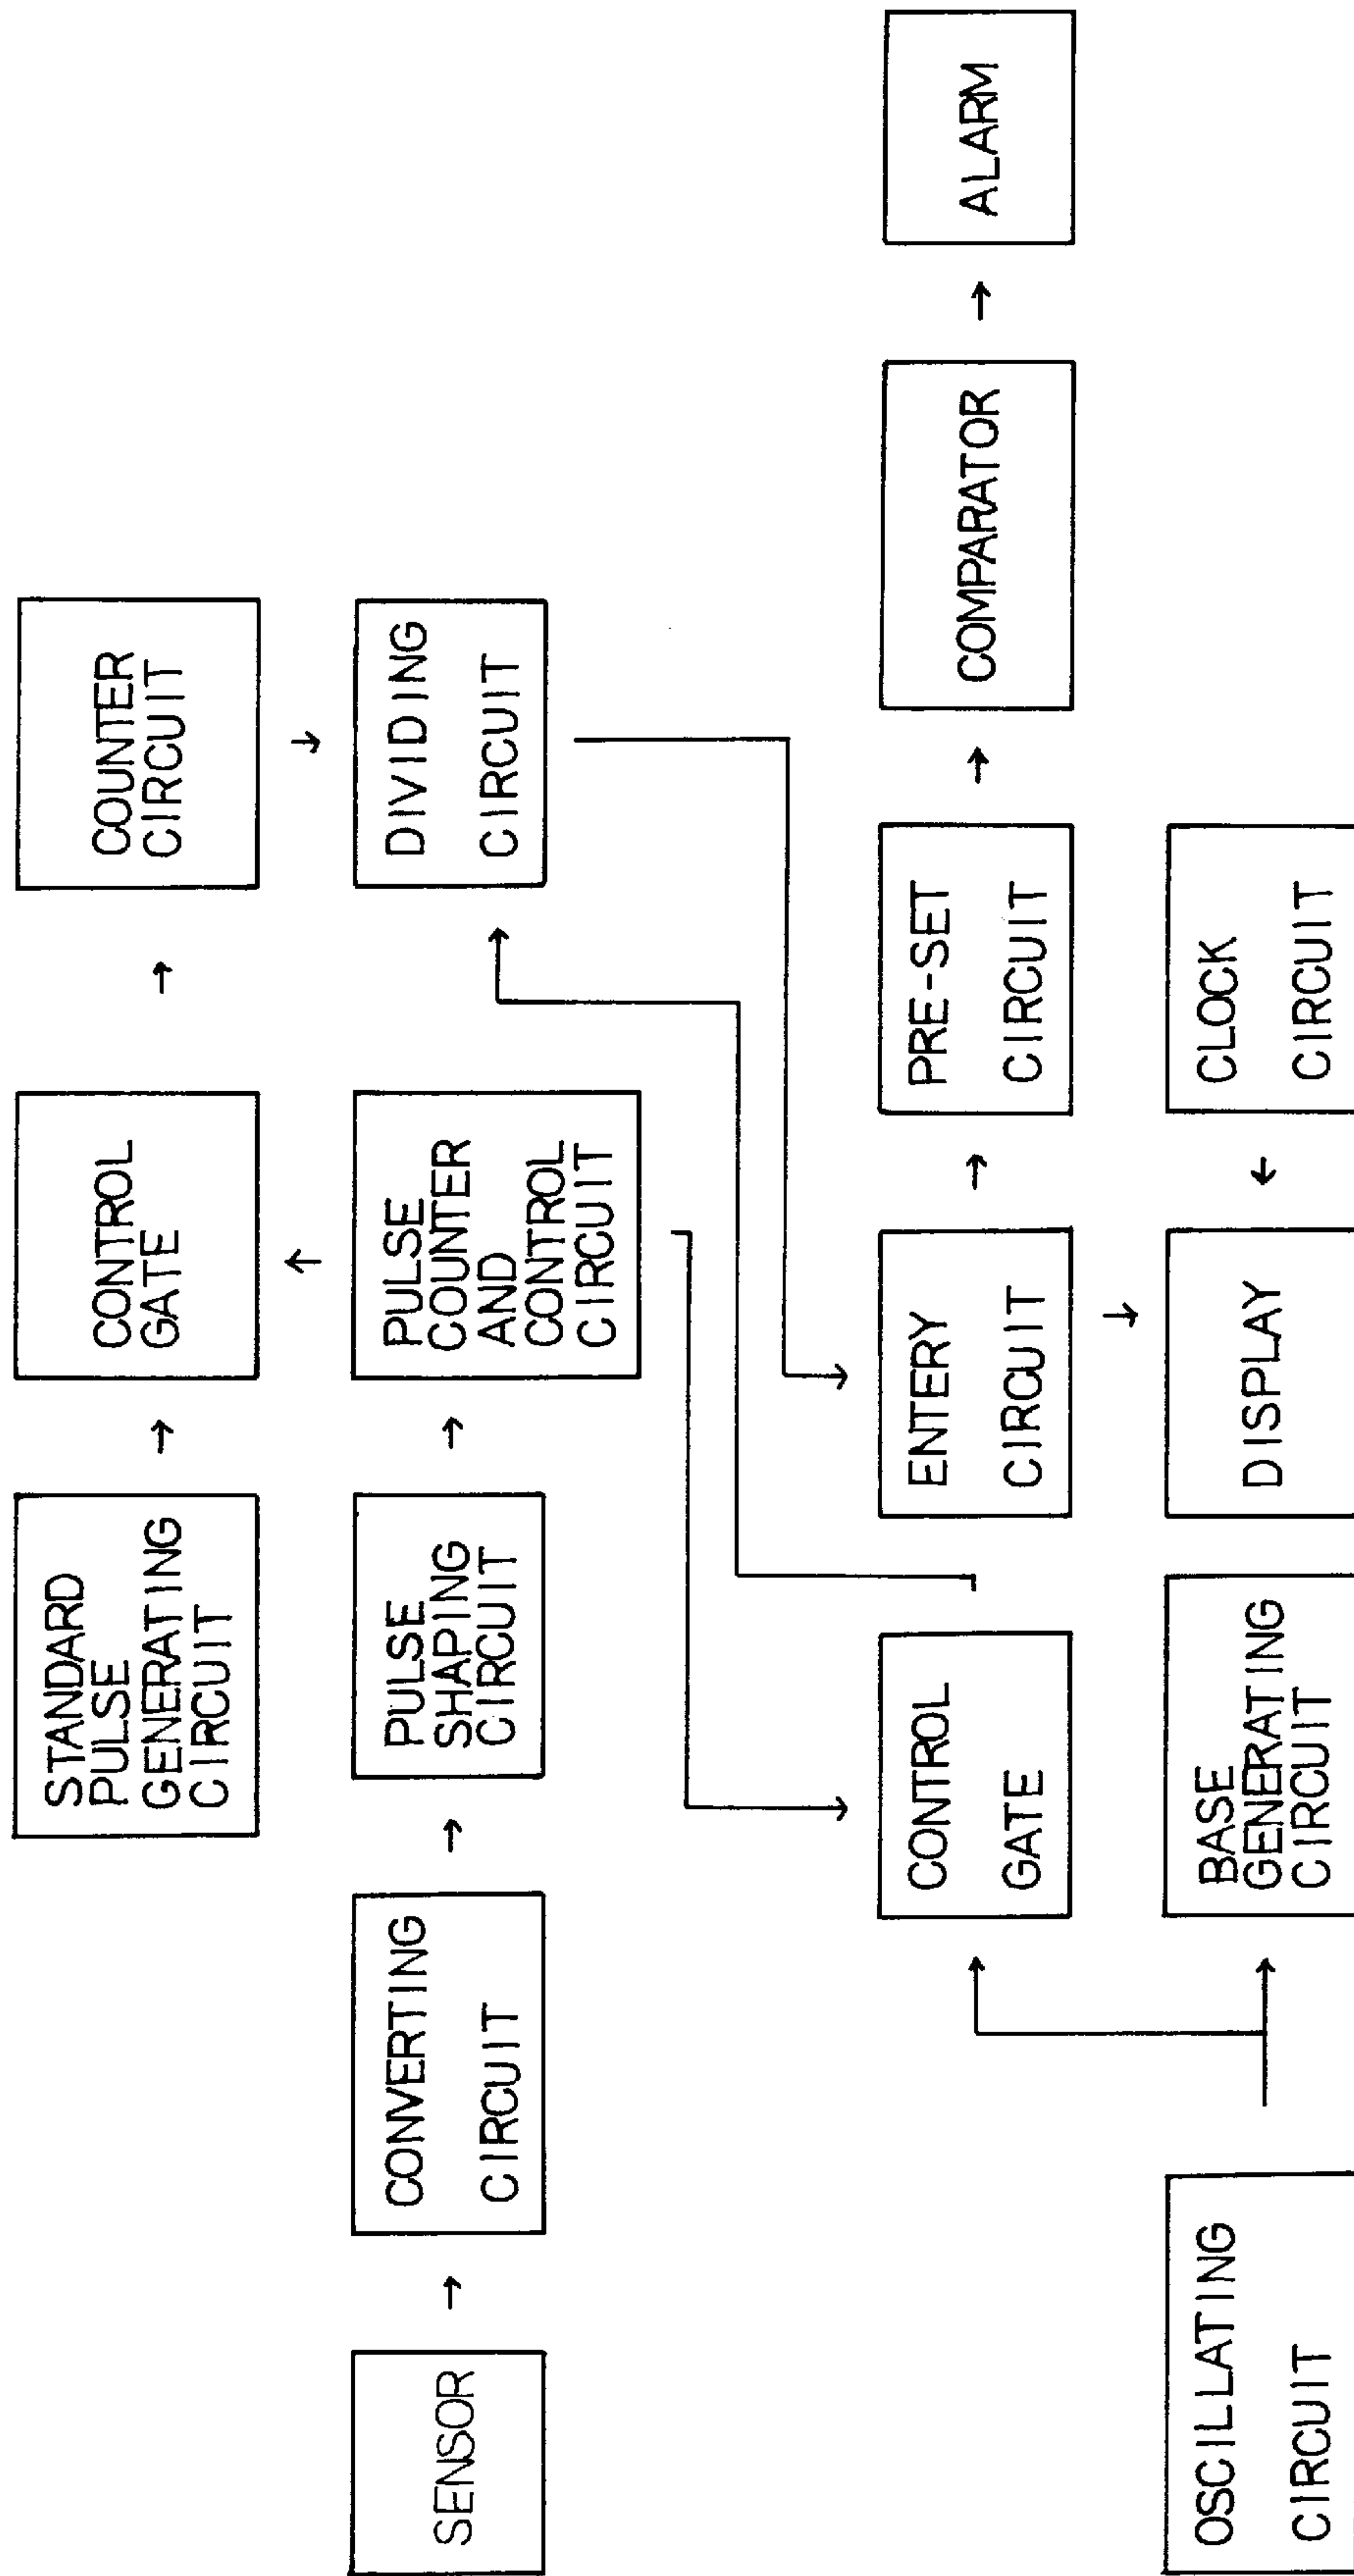 STANDARD
PULSE
GENERATING
CIRCUIT
CONTROL
GATE
COUNTER
CIRCUIT
SENSOR
CONVERTING
CIRCUIT
PULSE
SHAPING
CIRCUIT
PULSE
COUNTER
AND
CONTROL
CIRCUIT
DIVIDING
CIRCUIT
CONTROL
GATE
ENTERY
CIRCUIT
PRE-SET
CIRCUIT
COMPARATOR
ALARM
OSCILLATING
CIRCUIT
BASE
GENERATING
CIRCUIT
DISPLAY
CLOCK
CIRCUIT